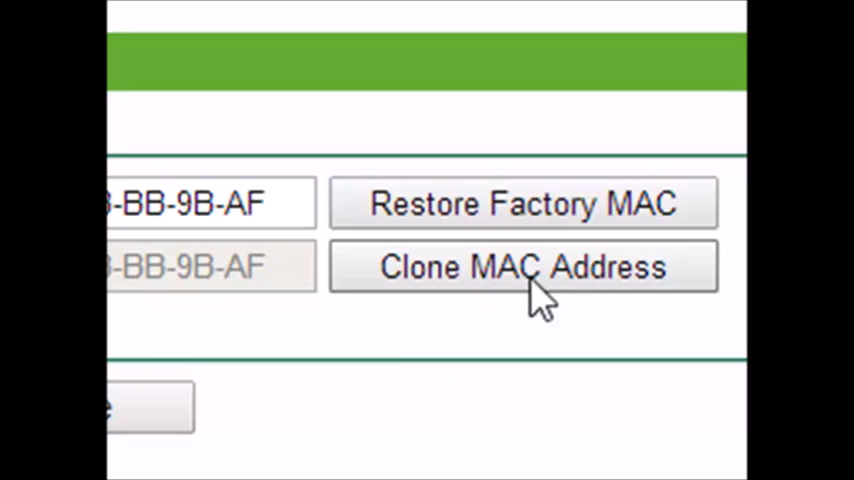 -BB-9B-AF Restore Factory MAC
-BB-9B-AF Clone MAC Address